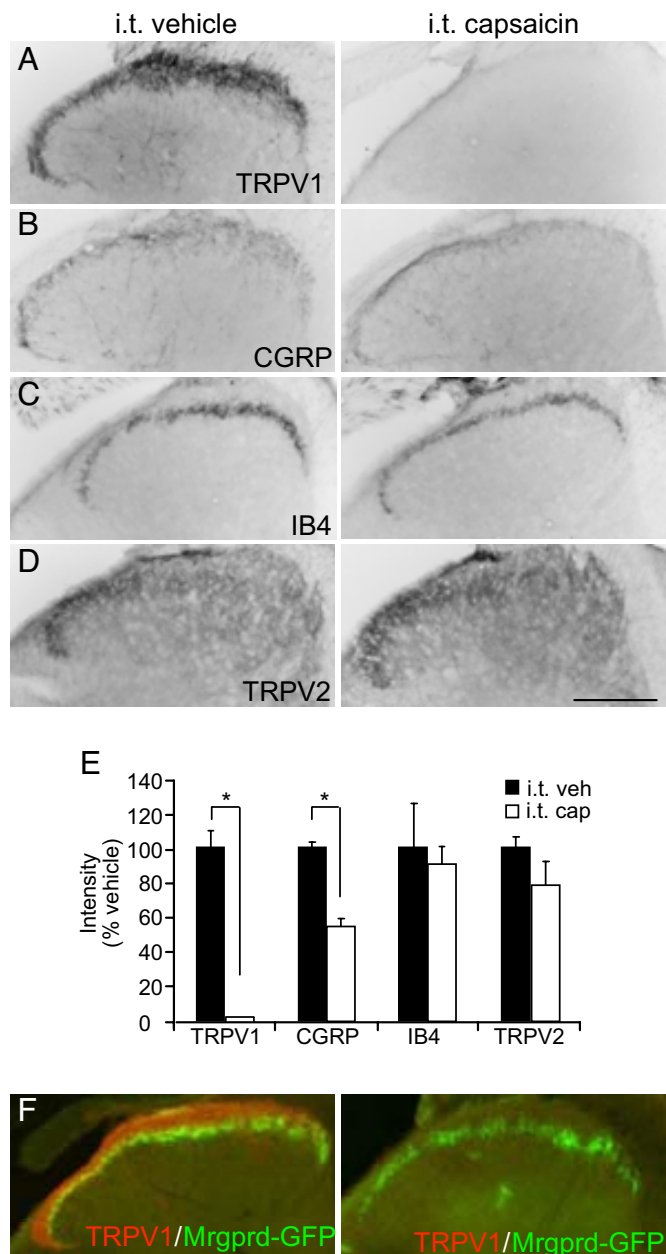 i.t. vehicle i.t. capsaicin
A
TRPV1
B
CGRP
C
IB4
D
TRPV2
E
140
120
100
80
60
40
20
0
Intensity
(% vehicle)
* *
i.t. veh
i.t. cap
TRPV1 CGRP IB4 TRPV2
F
TRPV1/Mrgprd-GFP TRPV1/Mrgprd-GFP